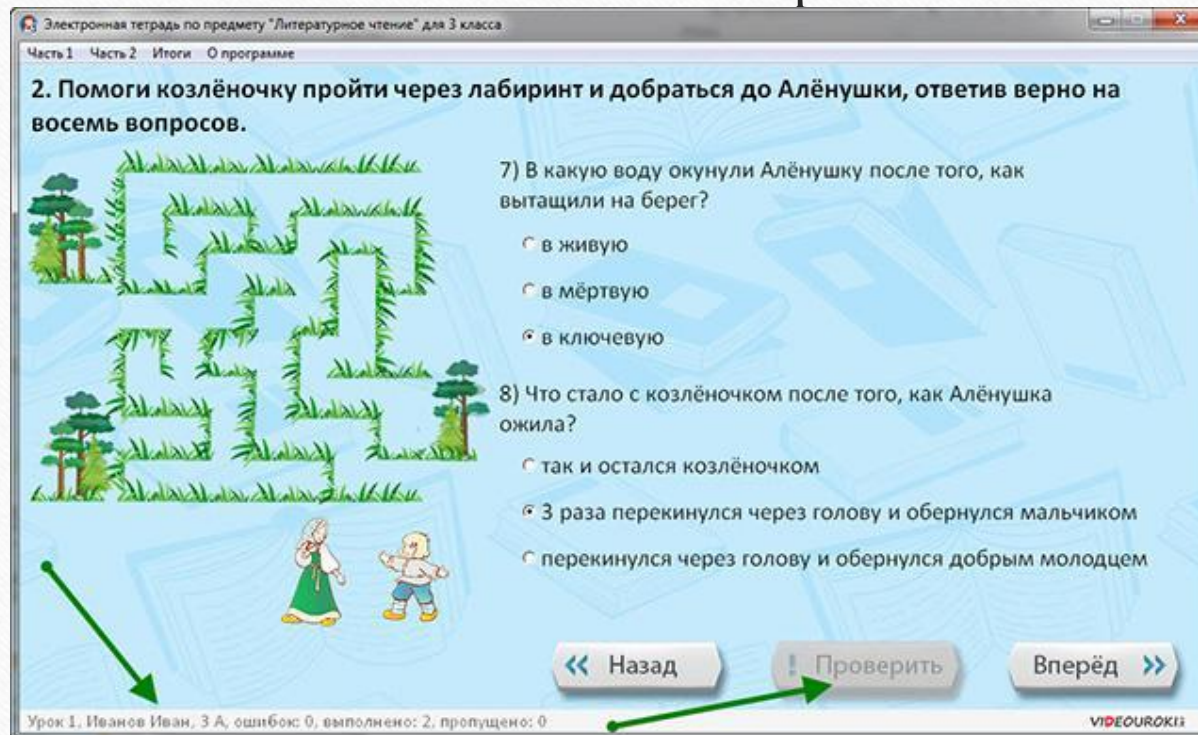 Электронная тетрадь по предмету "Литературное чтение" для 3 класса
Часть 1 Часть 2 Итоги О программе
2. Помоги козлёночку пройти через лабиринт и добраться до Алёнушки, ответив верно на
восемь вопросов.
7) В какую воду окунули Алёнушку после того, как
вытащили на берег?
в живую
в мёртвую
в ключевую
8) Что стало с козлёночком после того, как Алёнушка
ожила?
так и остался козлёночком
3 раза перекинулся через голову и обернулся мальчиком
перекинулся через голову и обернулся добрым молодцем
« Назад
! Проверить
Вперёд »
Урок 1, Иванов Иван, 3 А, ошибок: 0, выполнено: 2, пропущено: 0
VIDEOUROKI